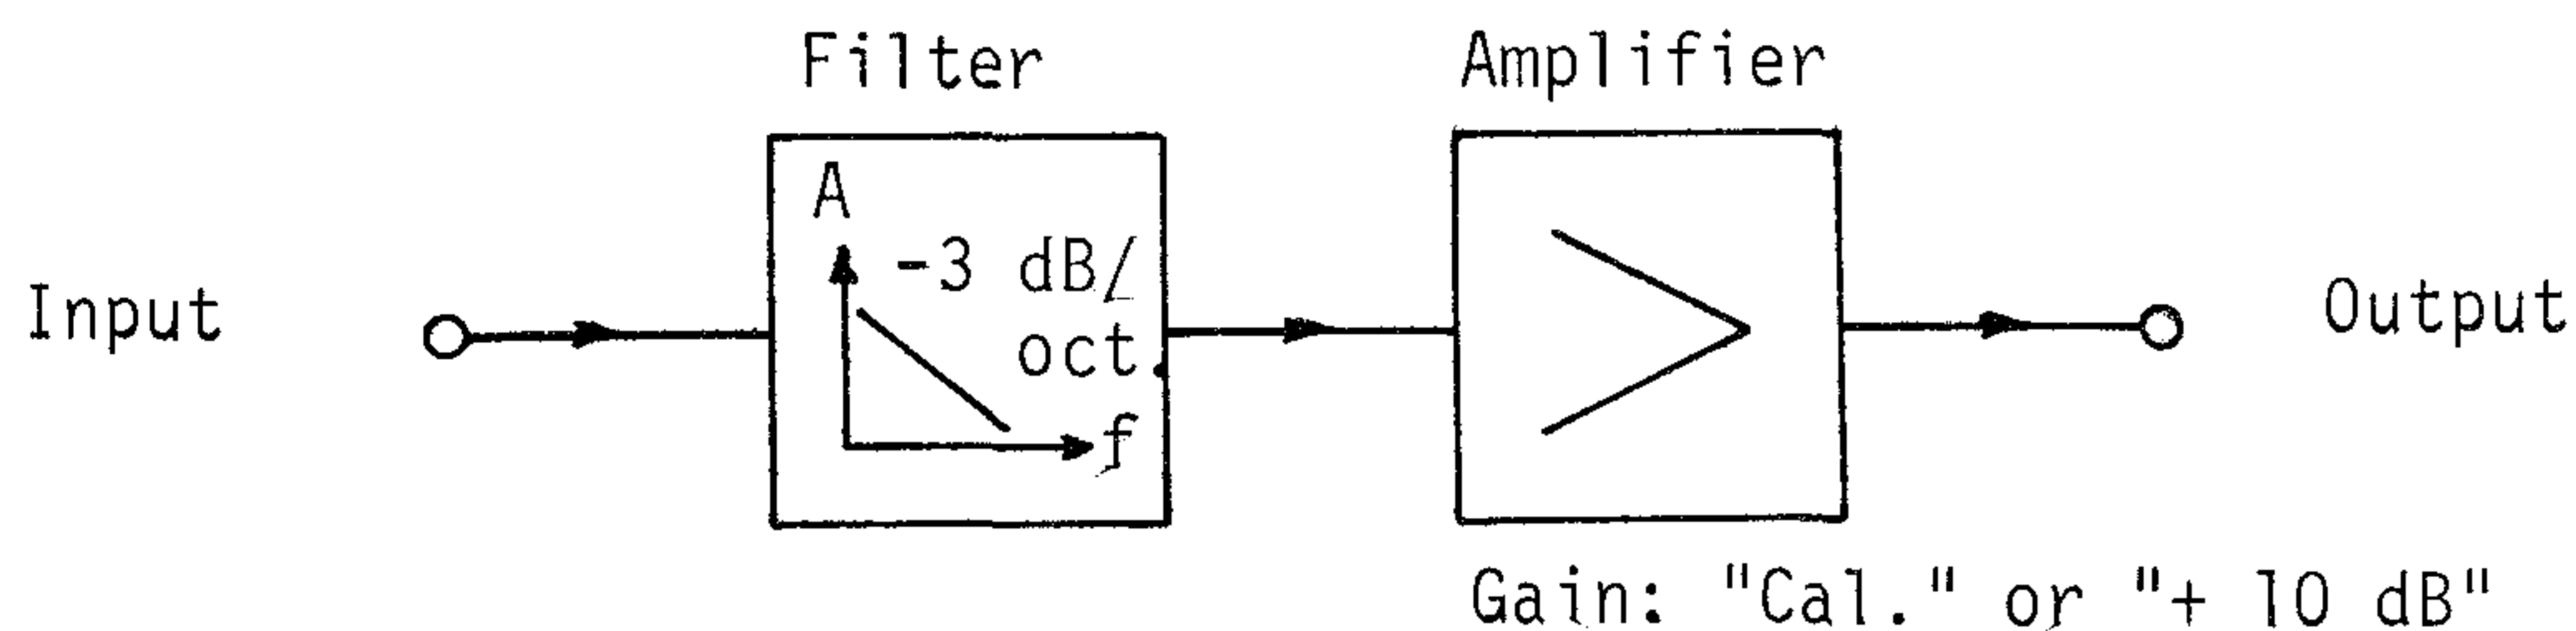 Filter
Amplifier
A
-3 dB/
oct.
f
Input
Output
Gain: "Cal." or "+ 10 dB"